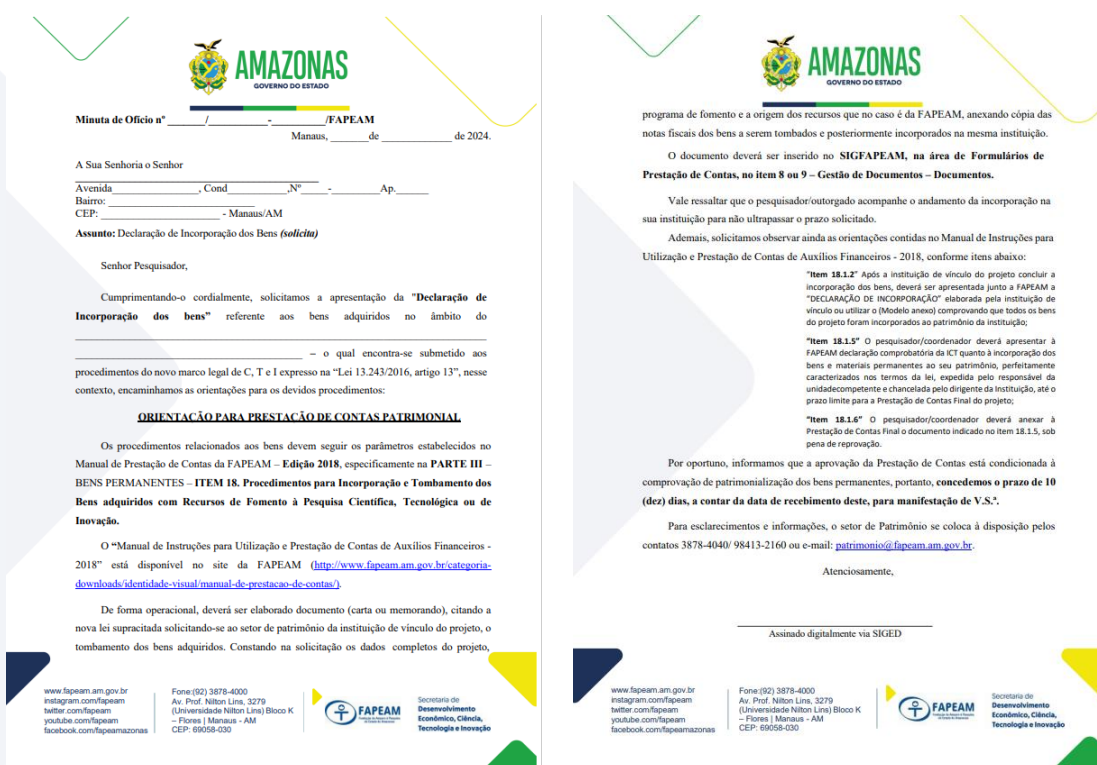 AMAZONAS
GOVERNO DO ESTADO
Minuta de Ofício nº _______/___________-__________/FAPEAM
Manaus, _______de _____________ de 2024.
A Sua Senhoria o Senhor
Avenida________________, Cond___________,Nº_____-_________Ap.______
Bairro: ___________________________
CEP: ______________________ - Manaus/AM
Assunto: Declaração de Incorporação dos Bens (solicita)
Senhor Pesquisador,
Cumprimentando-o cordialmente, solicitamos a apresentação da "Declaração de
Incorporação dos bens" referente aos bens adquiridos no âmbito do
– o qual encontra-se submetido aos
procedimentos do novo marco legal de C, T e I expresso na "Lei 13.243/2016, artigo 13", nesse
contexto, encaminhamos as orientações para os devidos procedimentos:
ORIENTAÇÃO PARA PRESTAÇÃO DE CONTAS PATRIMONIAL
Os procedimentos relacionados aos bens devem seguir os parâmetros estabelecidos no
Manual de Prestação de Contas da FAPEAM – Edição 2018, especificamente na PARTE III –
BENS PERMANENTES – ITEM 18. Procedimentos para Incorporação e Tombamento dos
Bens adquiridos com Recursos de Fomento à Pesquisa Científica, Tecnológica ou de
Inovação.
O "Manual de Instruções para Utilização e Prestação de Contas de Auxílios Financeiros -
2018" está disponível no site da FAPEAM (http://www.fapeam.am.gov.br/categoria-
downloads/identidade-visual/manual-de-prestacao-de-contas/).
De forma operacional, deverá ser elaborado documento (carta ou memorando), citando a
nova lei supracitada solicitando-se ao setor de patrimônio da instituição de vínculo do projeto, o
tombamento dos bens adquiridos. Constando na solicitação os dados completos do projeto,
www.fapeam.am.gov.br
instagram.com/fapeam
twitter.com/fapeam
youtube.com/fapeam
facebook.com/fapeamazonas
Fone:(92) 3878-4000
Av. Prof. Nilton Lins, 3279
(Universidade Nilton Lins) Bloco K
– Flores | Manaus - AM
CEP: 69058-030
FAPEAM
Secretaria de
Desenvolvimento
Econômico, Ciência,
Tecnologia e Inovação
AMAZONAS
GOVERNO DO ESTADO
programa de fomento e a origem dos recursos que no caso é da FAPEAM, anexando cópia das
notas fiscais dos bens a serem tombados e posteriormente incorporados na mesma instituição.
O documento deverá ser inserido no SIGFAPEAM, na área de Formulários de
Prestação de Contas, no item 8 ou 9 – Gestão de Documentos – Documentos.
Vale ressaltar que o pesquisador/outorgado acompanhe o andamento da incorporação na
sua instituição para não ultrapassar o prazo solicitado.
Ademais, solicitamos observar ainda as orientações contidas no Manual de Instruções para
Utilização e Prestação de Contas de Auxílios Financeiros - 2018, conforme itens abaixo:
"Item 18.1.2" Após a instituição de vínculo do projeto concluir a
incorporação dos bens, deverá ser apresentada junto a FAPEAM a
"DECLARAÇÃO DE INCORPORAÇÃO" elaborada pela instituição de
vínculo ou utilizar o (Modelo anexo) comprovando que todos os bens
do projeto foram incorporados ao patrimônio da instituição;
"Item 18.1.5" O pesquisador/coordenador deverá apresentar à
FAPEAM declaração comprobatória da ICT quanto à incorporação dos
bens e materiais permanentes ao seu patrimônio, perfeitamente
caracterizados nos termos da lei, expedida pelo responsável da
unidadecompetente e chancelada pelo dirigente da Instituição, até o
prazo limite para a Prestação de Contas Final do projeto;
"Item 18.1.6" O pesquisador/coordenador deverá anexar à
Prestação de Contas Final o documento indicado no item 18.1.5, sob
pena de reprovação.
Por oportuno, informamos que a aprovação da Prestação de Contas está condicionada à
comprovação de patrimonialização dos bens permanentes, portanto, concedemos o prazo de 10
(dez) dias, a contar da data de recebimento deste, para manifestação de V.S.ª.
Para esclarecimentos e informações, o setor de Patrimônio se coloca à disposição pelos
contatos 3878-4040/ 98413-2160 ou e-mail: patrimonio@fapeam.am.gov.br.
Atenciosamente,
Assinado digitalmente via SIGED
www.fapeam.am.gov.br
instagram.com/fapeam
twitter.com/fapeam
youtube.com/fapeam
facebook.com/fapeamazonas
Fone:(92) 3878-4000
Av. Prof. Nilton Lins, 3279
(Universidade Nilton Lins) Bloco K
– Flores | Manaus - AM
CEP: 69058-030
FAPEAM
Secretaria de
Desenvolvimento
Econômico, Ciência,
Tecnologia e Inovação